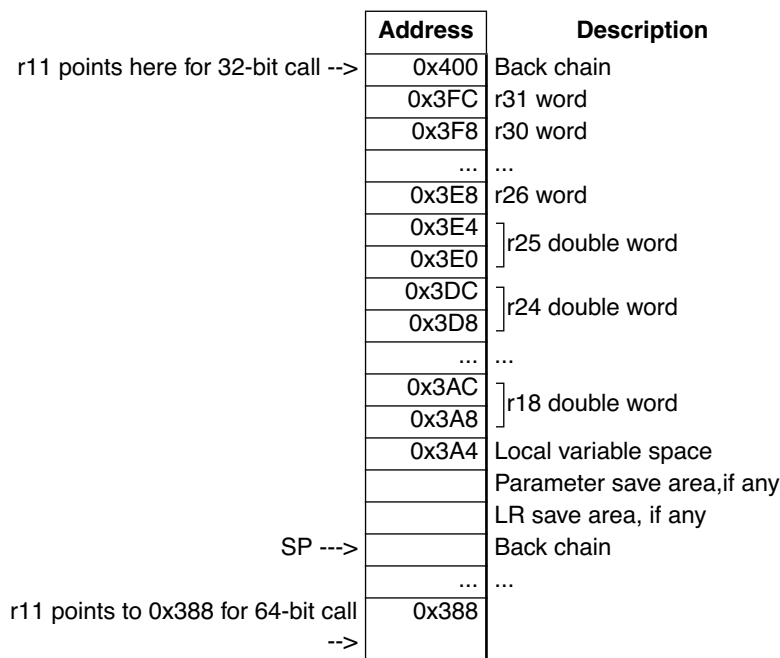 Address Description
r11 points here for 32-bit call --> 0x400 Back chain
0x3FC r31 word
0x3F8 r30 word
... ...
0x3E8 r26 word
0x3E4
r25 double word
0x3E0
0x3DC
r24 double word
0x3D8
... ...
0x3AC
r18 double word
0x3A8
0x3A4 Local variable space
Parameter save area,if any
LR save area, if any
SP ---> Back chain
... ...
r11 points to 0x388 for 64-bit call 0x388
-->